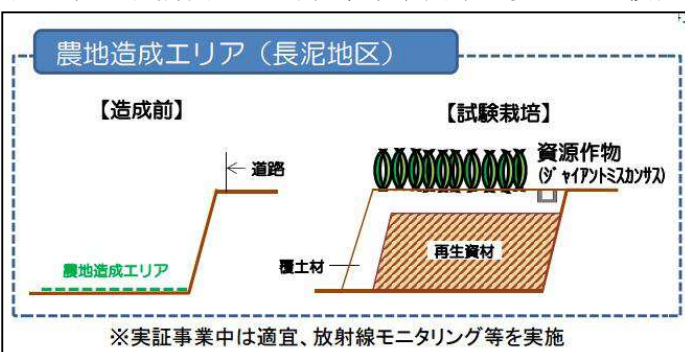 農地造成エリア（長泥地区）
【造成前】
【試験栽培】
道路
資源作物
(ｼﾞｬｲｱﾝﾄﾐｽｶﾝｻｽ)
農地造成エリア
覆土材
再生資材
※実証事業中は適宜、放射線モニタリング等を実施